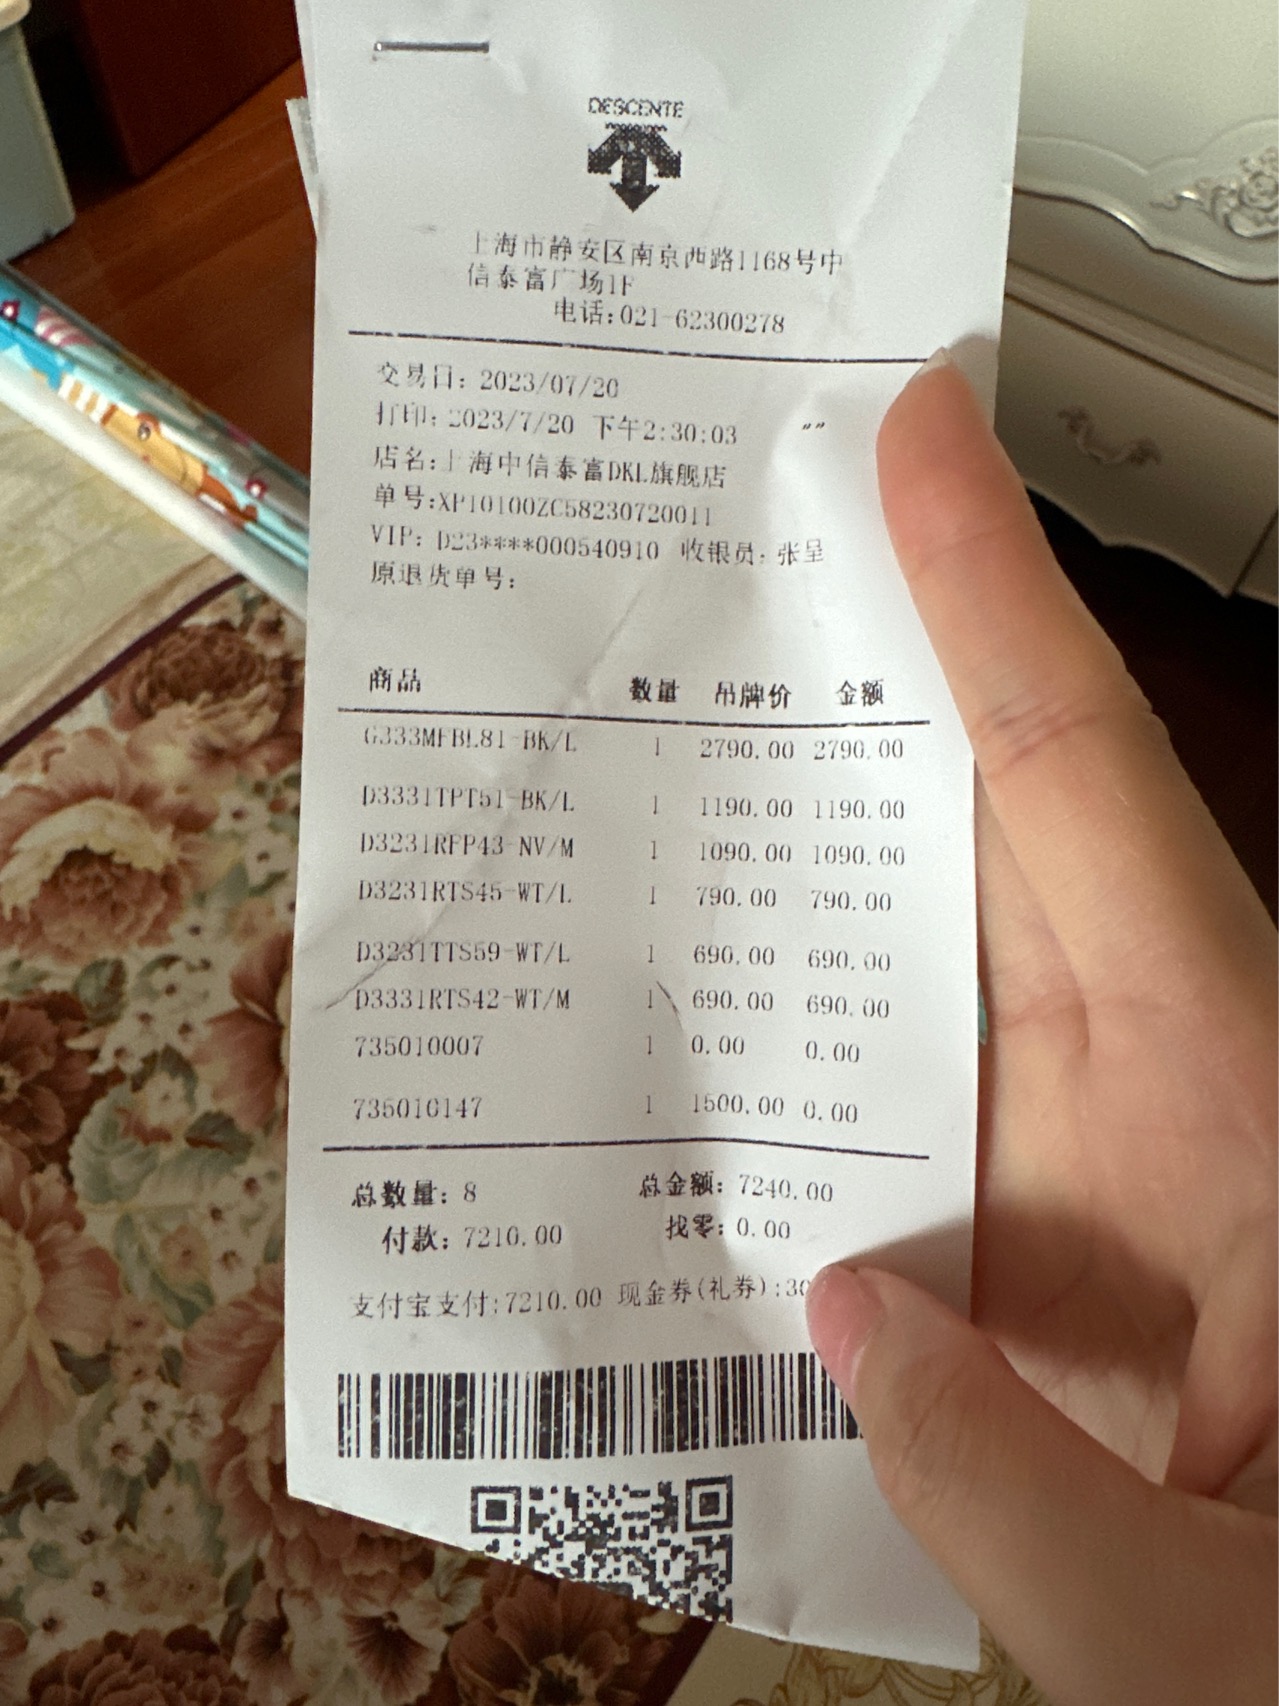 DESCENTE
上海市静安区南京西路1168号中
信泰富广场1F
电话:021-62300278
交易日: 2023/07/20
打印: 2023/7/20 下午2:30:03 ""
店名:上海中信泰富DKL旗舰店
单号:XP10100ZC58230720011
VIP: D23****000540910 收银员: 张呈
原退货单号:
商品 数量 吊牌价 金额
G333MFBL81-BK/L 1 2790.00 2790.00
D3331TPT51-BK/L 1 1190.00 1190.00
D3231RFP43-NV/M 1 1090.00 1090.00
D3231RTS45-WT/L 1 790.00 790.00
D3231TTS59-WT/L 1 690.00 690.00
D3331RTS42-WT/M 1 690.00 690.00
735010007 1 0.00 0.00
735010147 1 1500.00 0.00
总数量: 8 总金额: 7240.00
付款: 7210.00 找零: 0.00
支付宝支付:7210.00 现金券(礼券):30